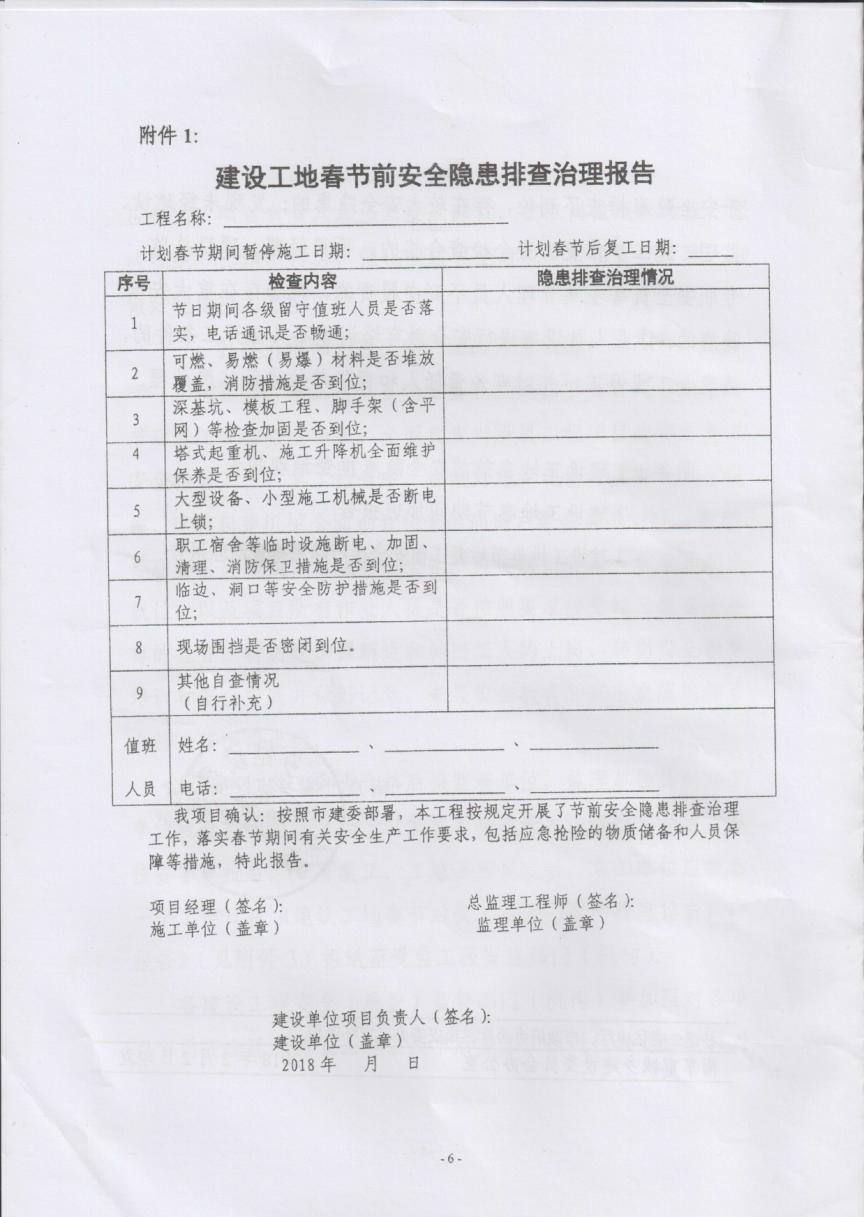 附件 1:
建设工地春节前安全隐患排查治理报告
工程名称:
计划春节期间暂停施工日期: 计划春节后复工日期:
序号 检查内容 隐患排查治理情况
1 节日期间各级留守值班人员是否落
实，电话通讯是否畅通;
2 可燃、易燃（易爆）材料是否堆放
覆盖，消防措施是否到位;
3 深基坑、模板工程、脚手架（含平
网）等检查加固是否到位;
4 塔式起重机、施工升降机全面维护
保养是否到位;
5 大型设备、小型施工机械是否断电
上锁;
6 职工宿舍等临时设施断电、加固、
清理、消防保卫措施是否到位;
7 临边、洞口等安全防护措施是否到
位;
8 现场围挡是否密闭到位。
9 其他自查情况
（自行补充）
值班 姓名: 、 、
人员 电话: 、 、
我项目确认：按照市建委部署，本工程按规定开展了节前安全隐患排查治理
工作，落实春节期间有关安全生产工作要求，包括应急抢险的物质储备和人员保
障等措施，特此报告。
项目经理（签名）: 总监理工程师（签名）:
施工单位（盖章） 监理单位（盖章）
建设单位项目负责人（签名）:
建设单位（盖章）
2018 年 月 日
- 6 -